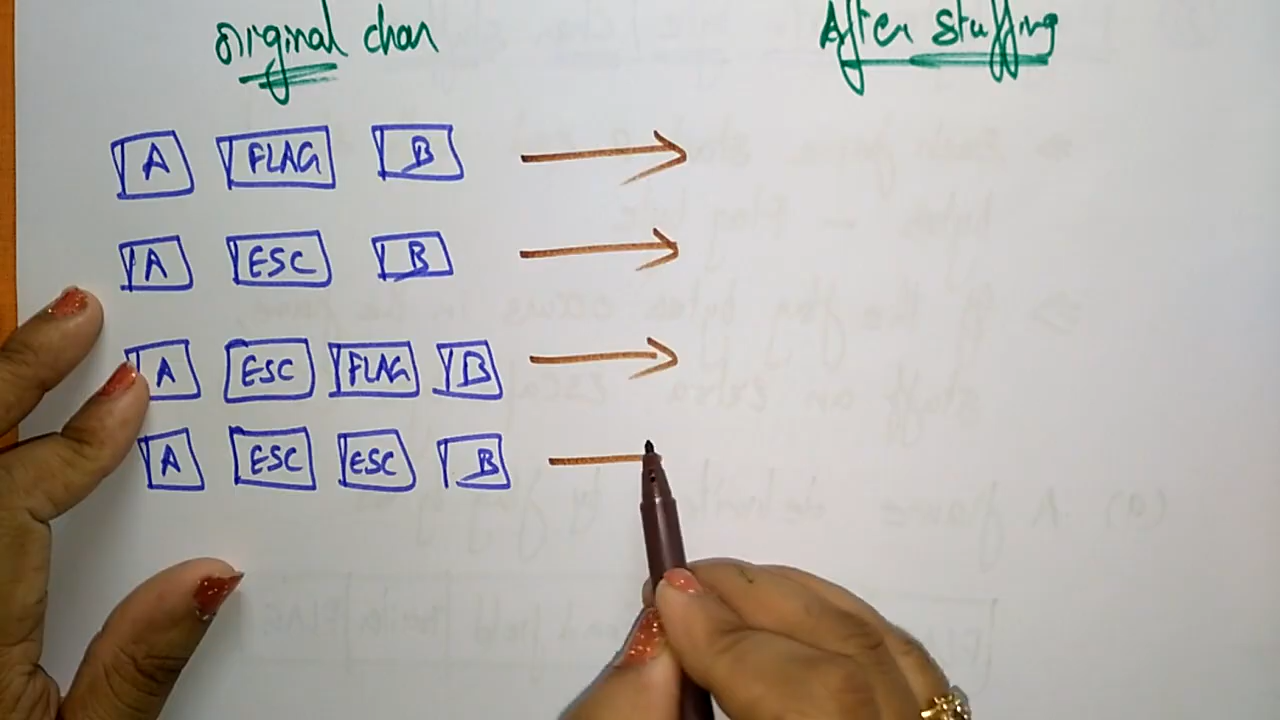 original char
After stuffing
A FLAG B
A ESC B
A ESC FLAG B
A ESC ESC B